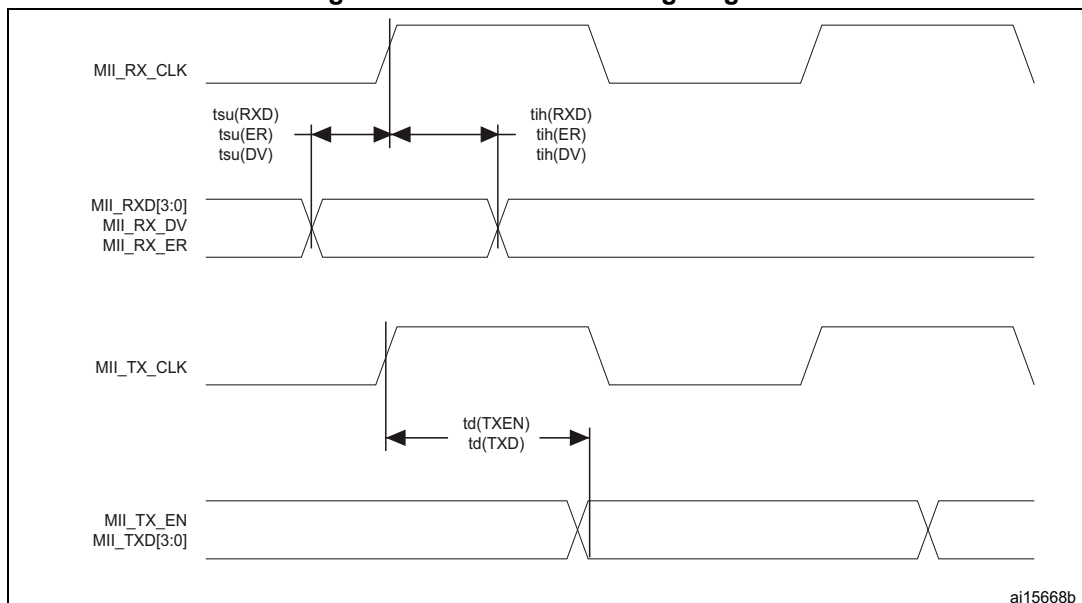 MII_RX_CLK
tsu(RXD)
tsu(ER)
tsu(DV)
tih(RXD)
tih(ER)
tih(DV)
MII_RXD[3:0]
MII_RX_DV
MII_RX_ER
MII_TX_CLK
td(TXEN)
td(TXD)
MII_TX_EN
MII_TXD[3:0]
ai15668b